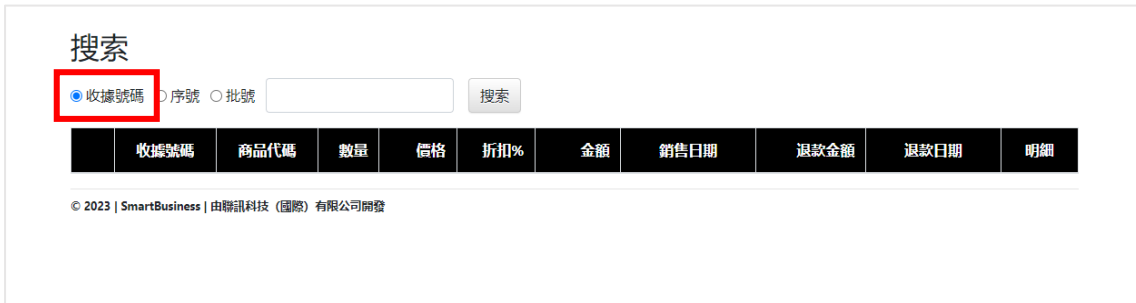 搜索
收據號碼 序號 批號 搜索
收據號碼 商品代碼 數量 價格 折扣% 金額 銷售日期 退款金額 退款日期 明細
© 2023 | SmartBusiness | 由聯訊科技（國際）有限公司開發